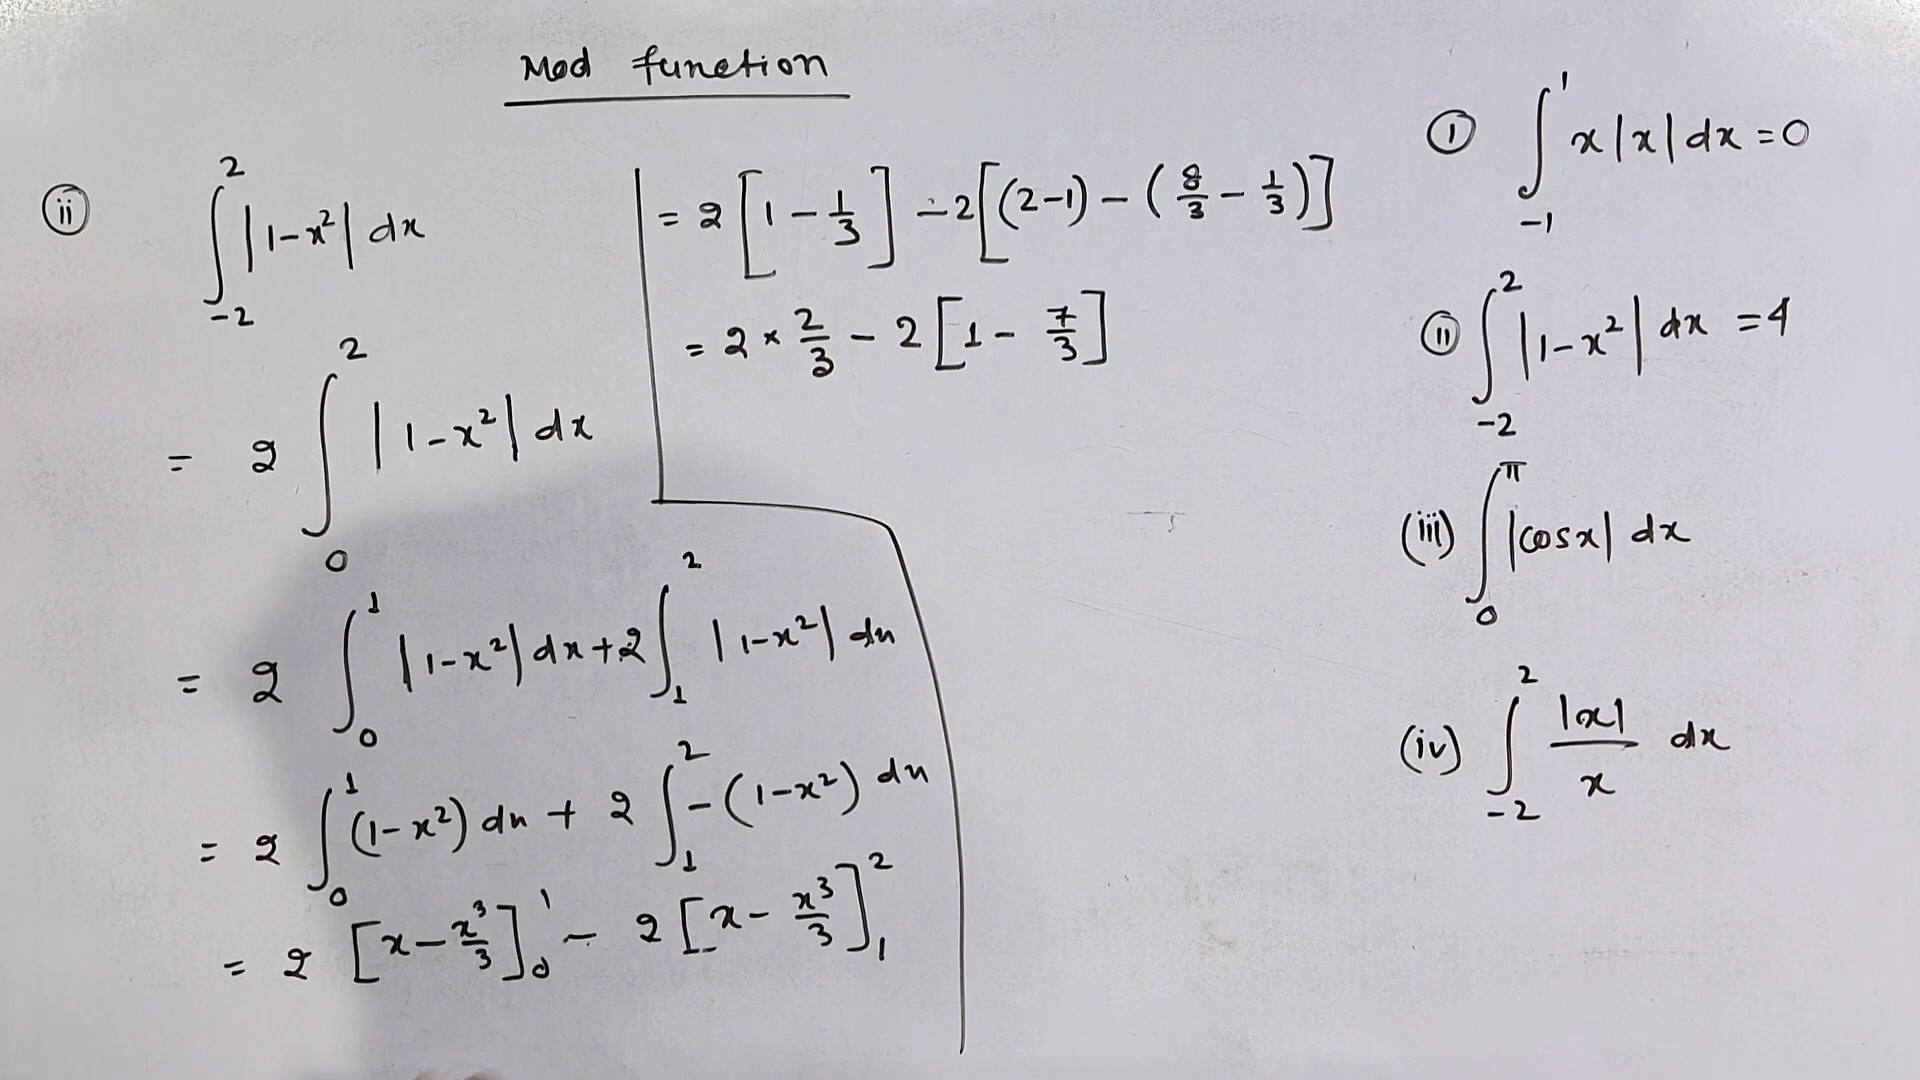 Mod function
(ii) ∫_{-2}^{2} |1-x²| dx
= 2 ∫_{0}^{2} |1-x²| dx
= 2 ∫_{0}^{1} |1-x²| dx + 2 ∫_{1}^{2} |1-x²| dx
= 2 ∫_{0}^{1} (1-x²) dx + 2 ∫_{1}^{2} -(1-x²) dx
= 2 [x - x³/3]_{0}^{1} - 2 [x - x³/3]_{1}^{2}
= 2 [1 - 1/3] - 2 [(2-1) - (8/3 - 1/3)]
= 2 × 2/3 - 2 [1 - 7/3]
(i) ∫_{-1}^{1} x|x| dx = 0
(ii) ∫_{-2}^{2} |1-x²| dx = 4
(iii) ∫_{0}^{π} |cosx| dx
(iv) ∫_{-2}^{2} |x|/x dx